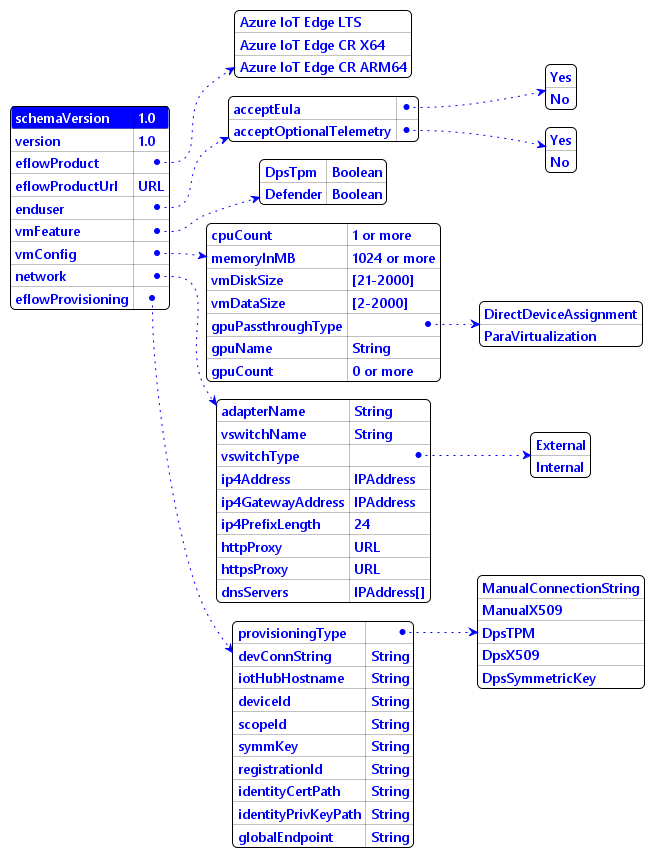 Azure IoT Edge LTS
Azure IoT Edge CR X64
Azure IoT Edge CR ARM64
schemaVersion 1.0
version 1.0
eflowProduct
eflowProductUrl URL
enduser
vmFeature
vmConfig
network
eflowProvisioning
acceptEula
acceptOptionalTelemetry
Yes
No
Yes
No
DpsTpm Boolean
Defender Boolean
cpuCount 1 or more
memoryInMB 1024 or more
vmDiskSize [21-2000]
vmDataSize [2-2000]
gpuPassthroughType
gpuName String
gpuCount 0 or more
DirectDeviceAssignment
ParaVirtualization
adapterName String
vswitchName String
vswitchType
ip4Address IPAddress
ip4GatewayAddress IPAddress
ip4PrefixLength 24
httpProxy URL
httpsProxy URL
dnsServers IPAddress[]
External
Internal
provisioningType
devConnString String
iotHubHostname String
deviceId String
scopeId String
symmKey String
registrationId String
identityCertPath String
identityPrivKeyPath String
globalEndpoint String
ManualConnectionString
ManualX509
DpsTPM
DpsX509
DpsSymmetricKey